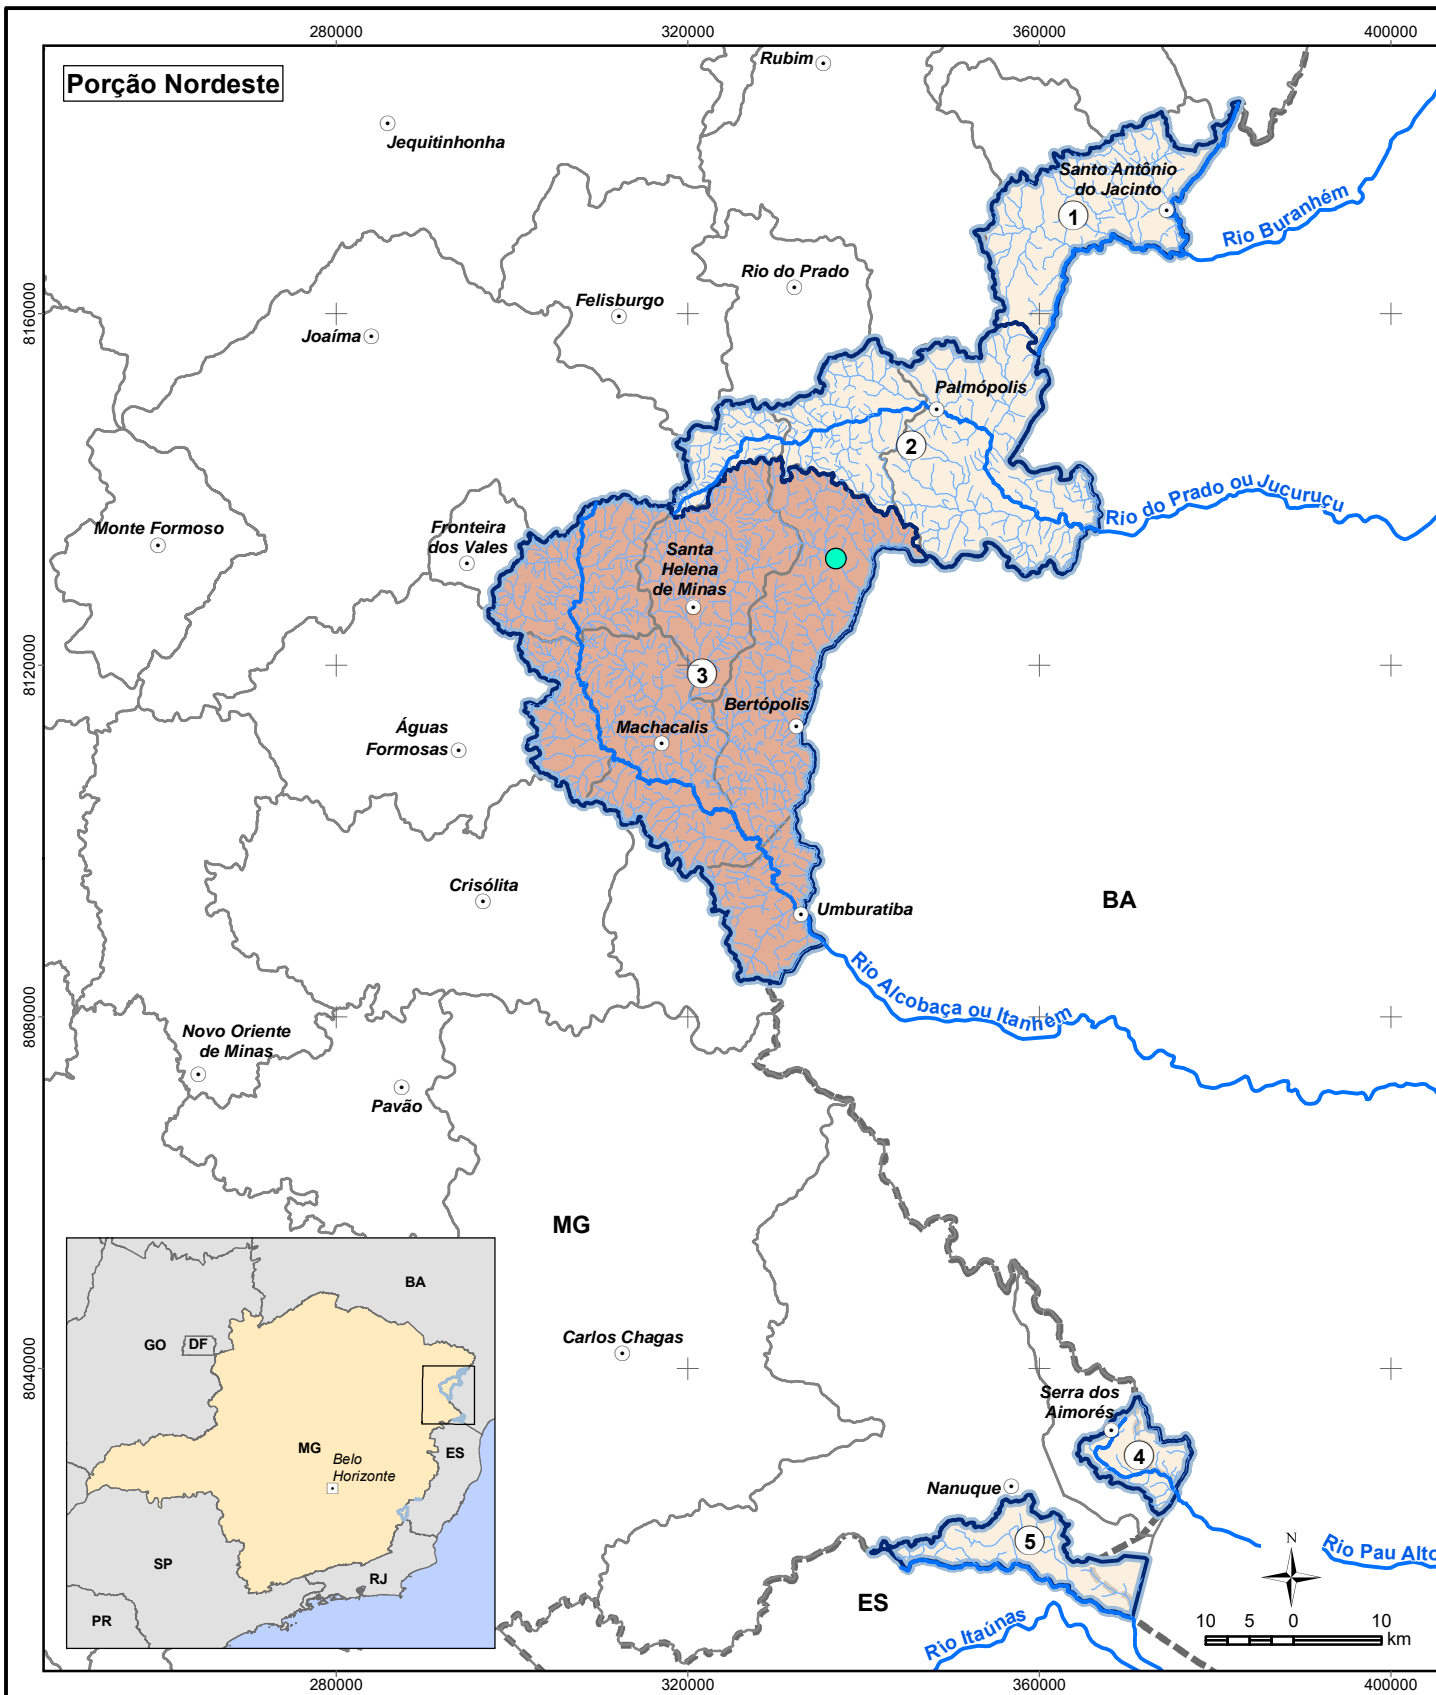 280000
320000
360000
400000
Porção Nordeste
Rubim
Jequitinhonha
Santo Antônio
do Jacinto
1
Rio Buranhém
Rio do Prado
Felisburgo
8160000
Joaíma
Palmópolis
2
Rio do Prado ou Jucuruçu
Monte Formoso
Fronteira
dos Vales
Santa
Helena
de Minas
8120000
3
Bertópolis
Águas
Formosas
Machacalis
Crisólita
BA
Umburatiba
Rio Alcobaça ou Itanhém
8080000
Novo Oriente
de Minas
Pavão
MG
BA
GO
DF
MG
Belo
Horizonte
ES
SP
RJ
PR
8040000
Carlos Chagas
Serra dos
Aimorés
4
Nanuque
5
Rio Pau Alto
N
ES
Rio Itaúnas
10
5
0
10
km
280000
320000
360000
400000